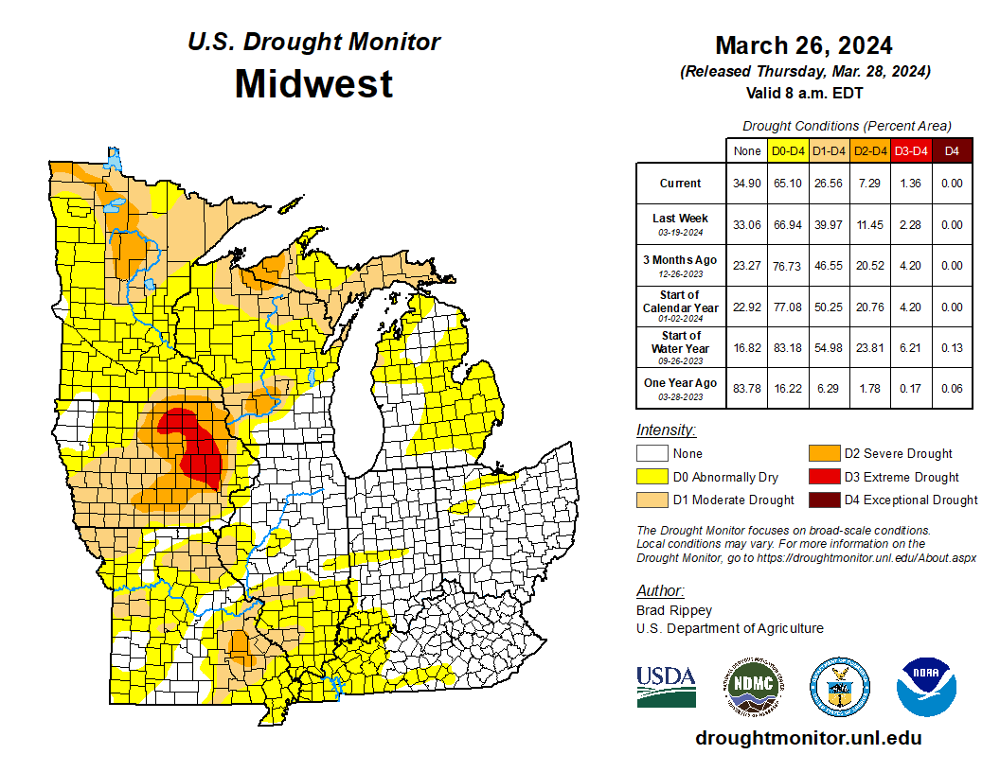 U.S. Drought Monitor
Midwest
March 26, 2024
(Released Thursday, Mar. 28, 2024)
Valid 8 a.m. EDT
Drought Conditions (Percent Area)
None D0-D4 D1-D4 D2-D4 D3-D4 D4
Current 34.90 65.10 26.56 7.29 1.36 0.00
Last Week
03-19-2024 33.06 66.94 39.97 11.45 2.28 0.00
3 Months Ago
12-26-2023 23.27 76.73 46.55 20.52 4.20 0.00
Start of
Calendar Year
01-02-2024 22.92 77.08 50.25 20.76 4.20 0.00
Start of
Water Year
09-26-2023 16.82 83.18 54.98 23.81 6.21 0.13
One Year Ago
03-28-2023 83.78 16.22 6.29 1.78 0.17 0.06
Intensity:
None
D0 Abnormally Dry
D1 Moderate Drought
D2 Severe Drought
D3 Extreme Drought
D4 Exceptional Drought
The Drought Monitor focuses on broad-scale conditions.
Local conditions may vary. For more information on the
Drought Monitor, go to https://droughtmonitor.unl.edu/About.aspx
Author:
Brad Rippey
U.S. Department of Agriculture
USDA
NDMC
NOAA
droughtmonitor.unl.edu